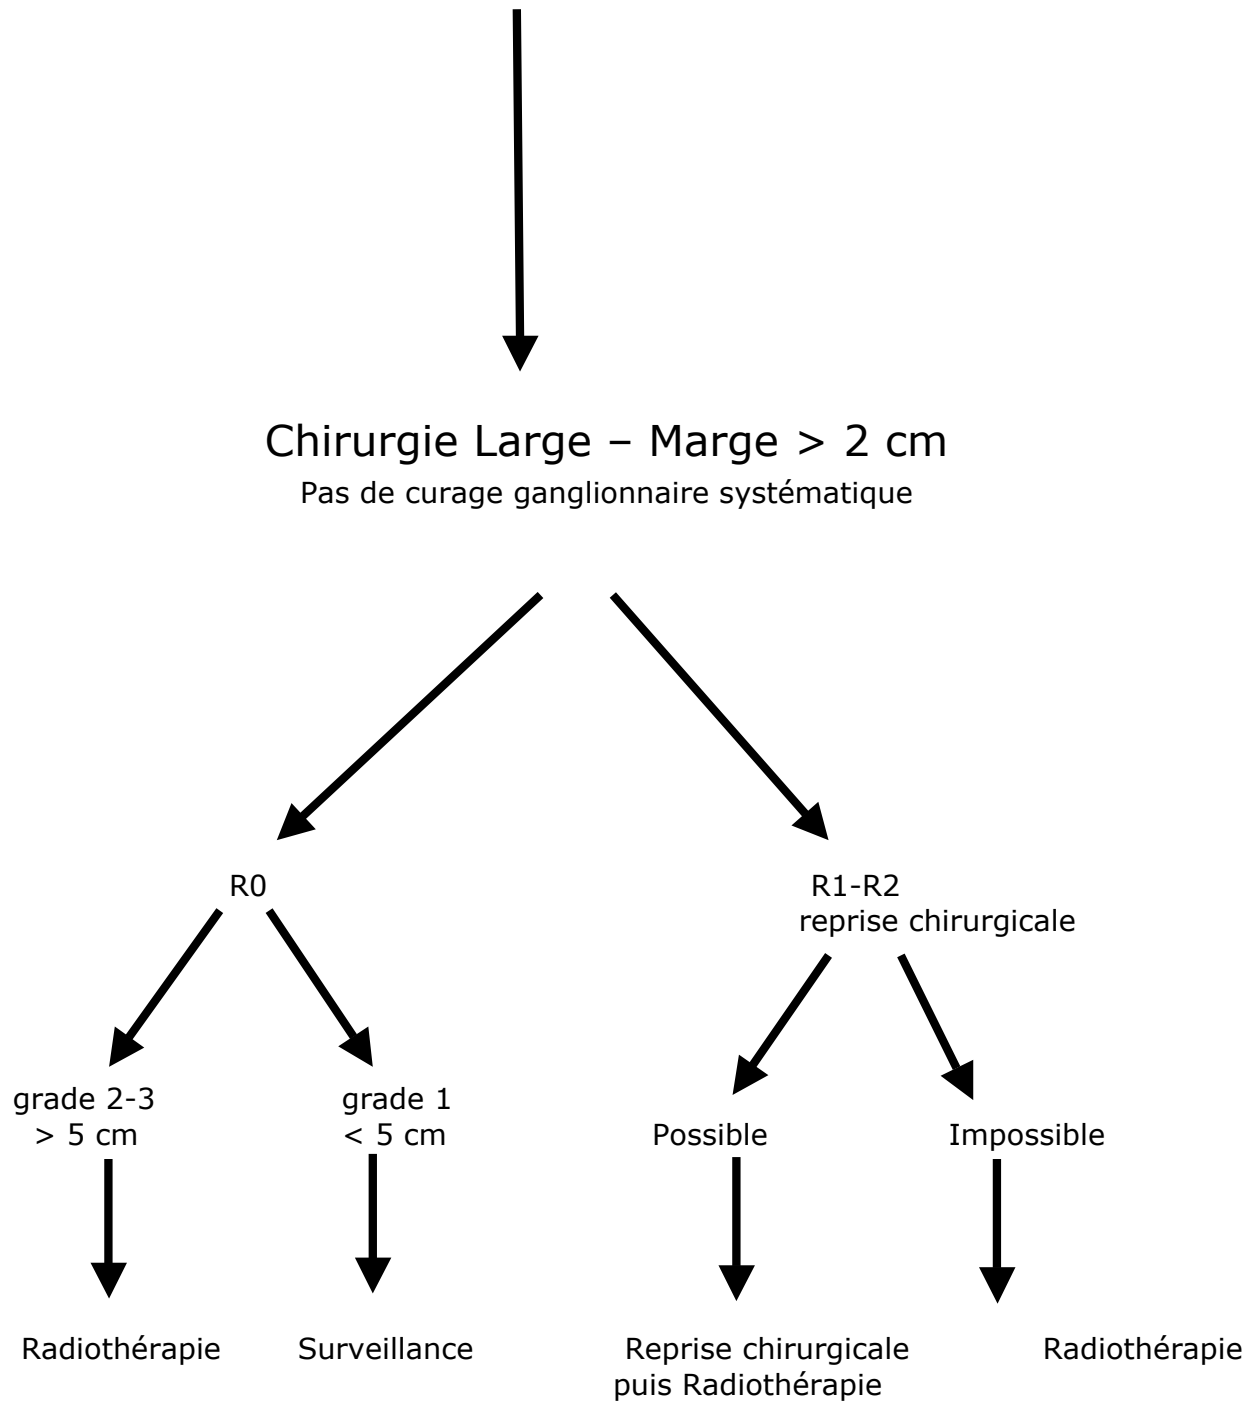 Chirurgie Large – Marge > 2 cm
Pas de curage ganglionnaire systématique
R0
R1-R2
reprise chirurgicale
grade 2-3
> 5 cm
grade 1
< 5 cm
Possible
Impossible
Radiothérapie
Surveillance
Reprise chirurgicale
puis Radiothérapie
Radiothérapie